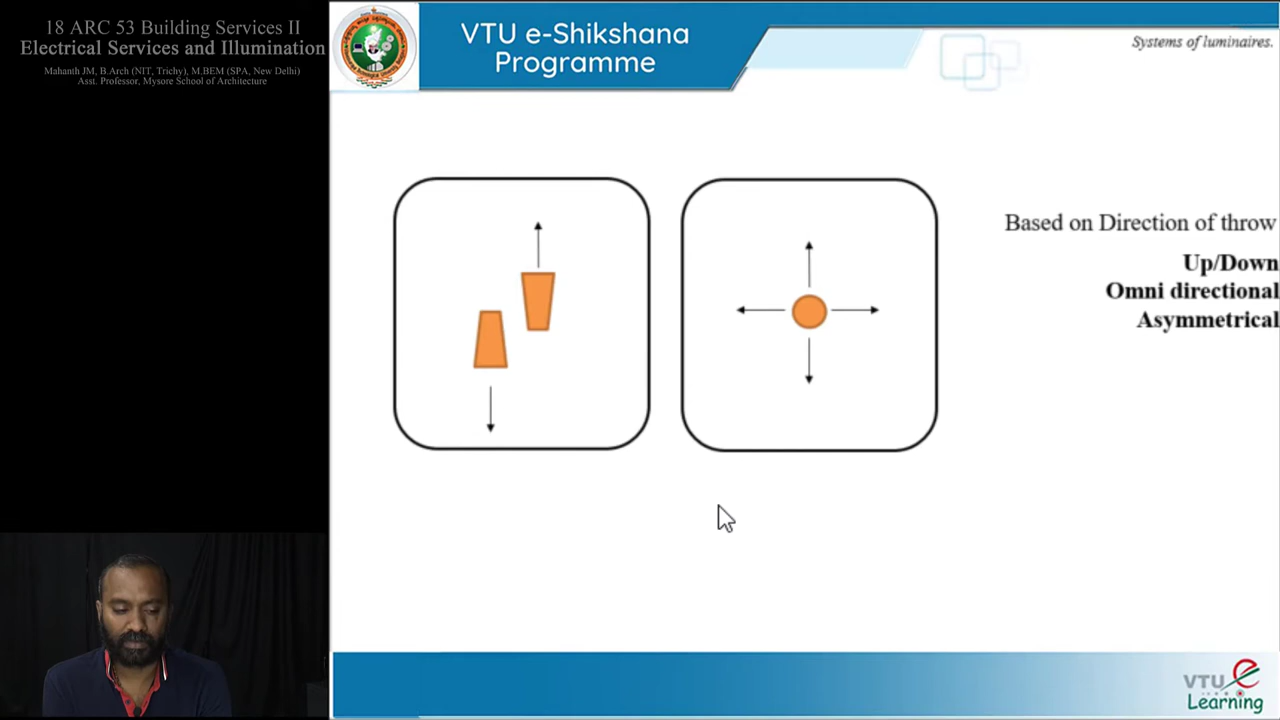 18 ARC 53 Building Services II
Electrical Services and Illumination
Mahanth JM, B.Arch (NIT, Trichy), M.BEM (SPA, New Delhi)
Asst. Professor, Mysore School of Architecture
VTU e-Shikshana
Programme
Systems of luminaires.
Based on Direction of throw
Up/Down
Omni directional
Asymmetrical
VTU e
Learning